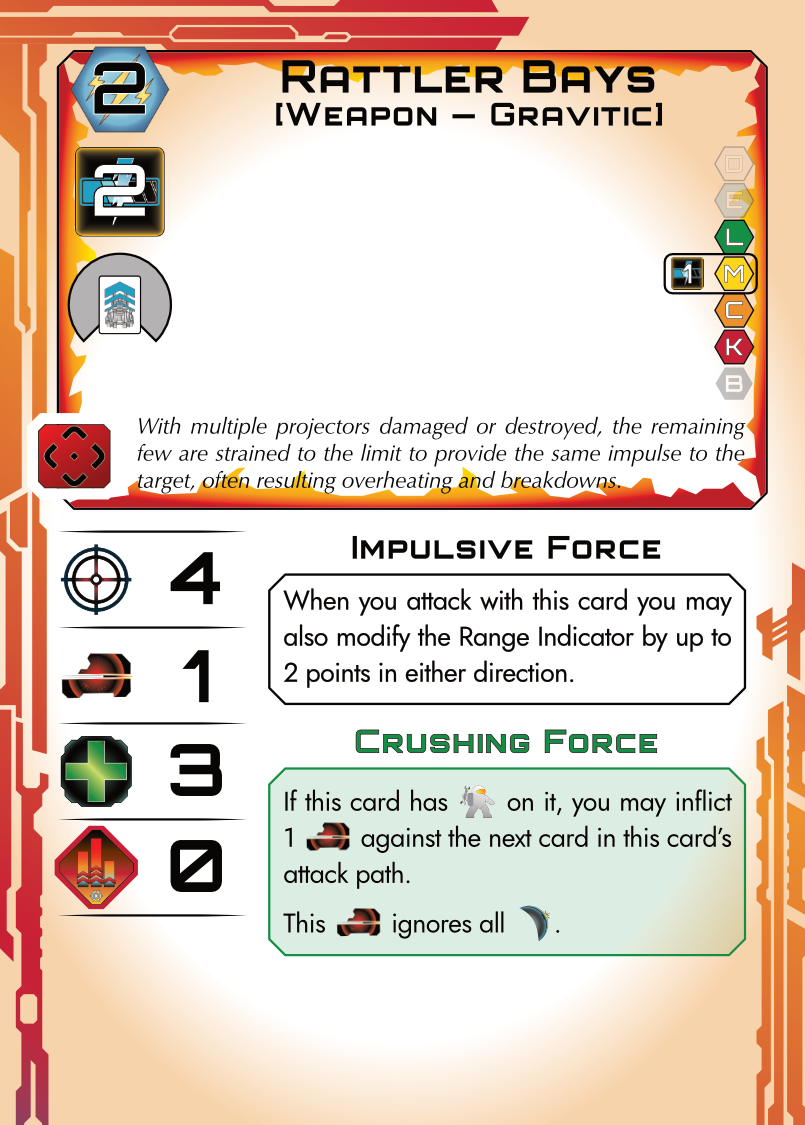 2
RATTLER BAYS
[WEAPON – GRAVITIC]
2
D
E
L
1 M
C
K
B
With multiple projectors damaged or destroyed, the remaining
few are strained to the limit to provide the same impulse to the
target, often resulting overheating and breakdowns.
4
1
3
0
IMPULSIVE FORCE
When you attack with this card you may
also modify the Range Indicator by up to
2 points in either direction.
CRUSHING FORCE
If this card has on it, you may inflict
1 against the next card in this card's
attack path.
This ignores all .